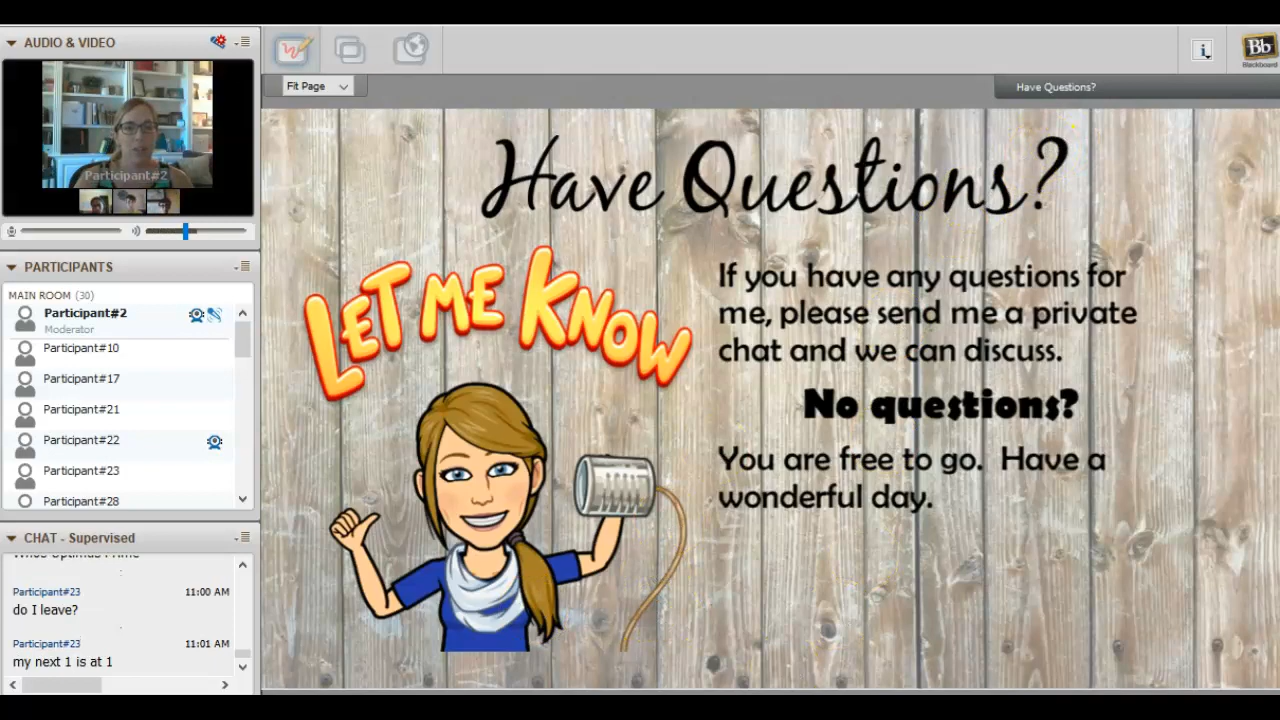 AUDIO & VIDEO
Participant#2
PARTICIPANTS
MAIN ROOM (30)
Participant#2
Moderator
Participant#10
Participant#17
Participant#21
Participant#22
Participant#23
Participant#28
CHAT - Supervised
Participant#23 11:00 AM
do I leave?
Participant#23 11:01 AM
my next 1 is at 1
Fit Page
Have Questions?
i
Bb
Blackboard
Have Questions?
LET ME KNOW
If you have any questions for
me, please send me a private
chat and we can discuss.
No questions?
You are free to go. Have a
wonderful day.